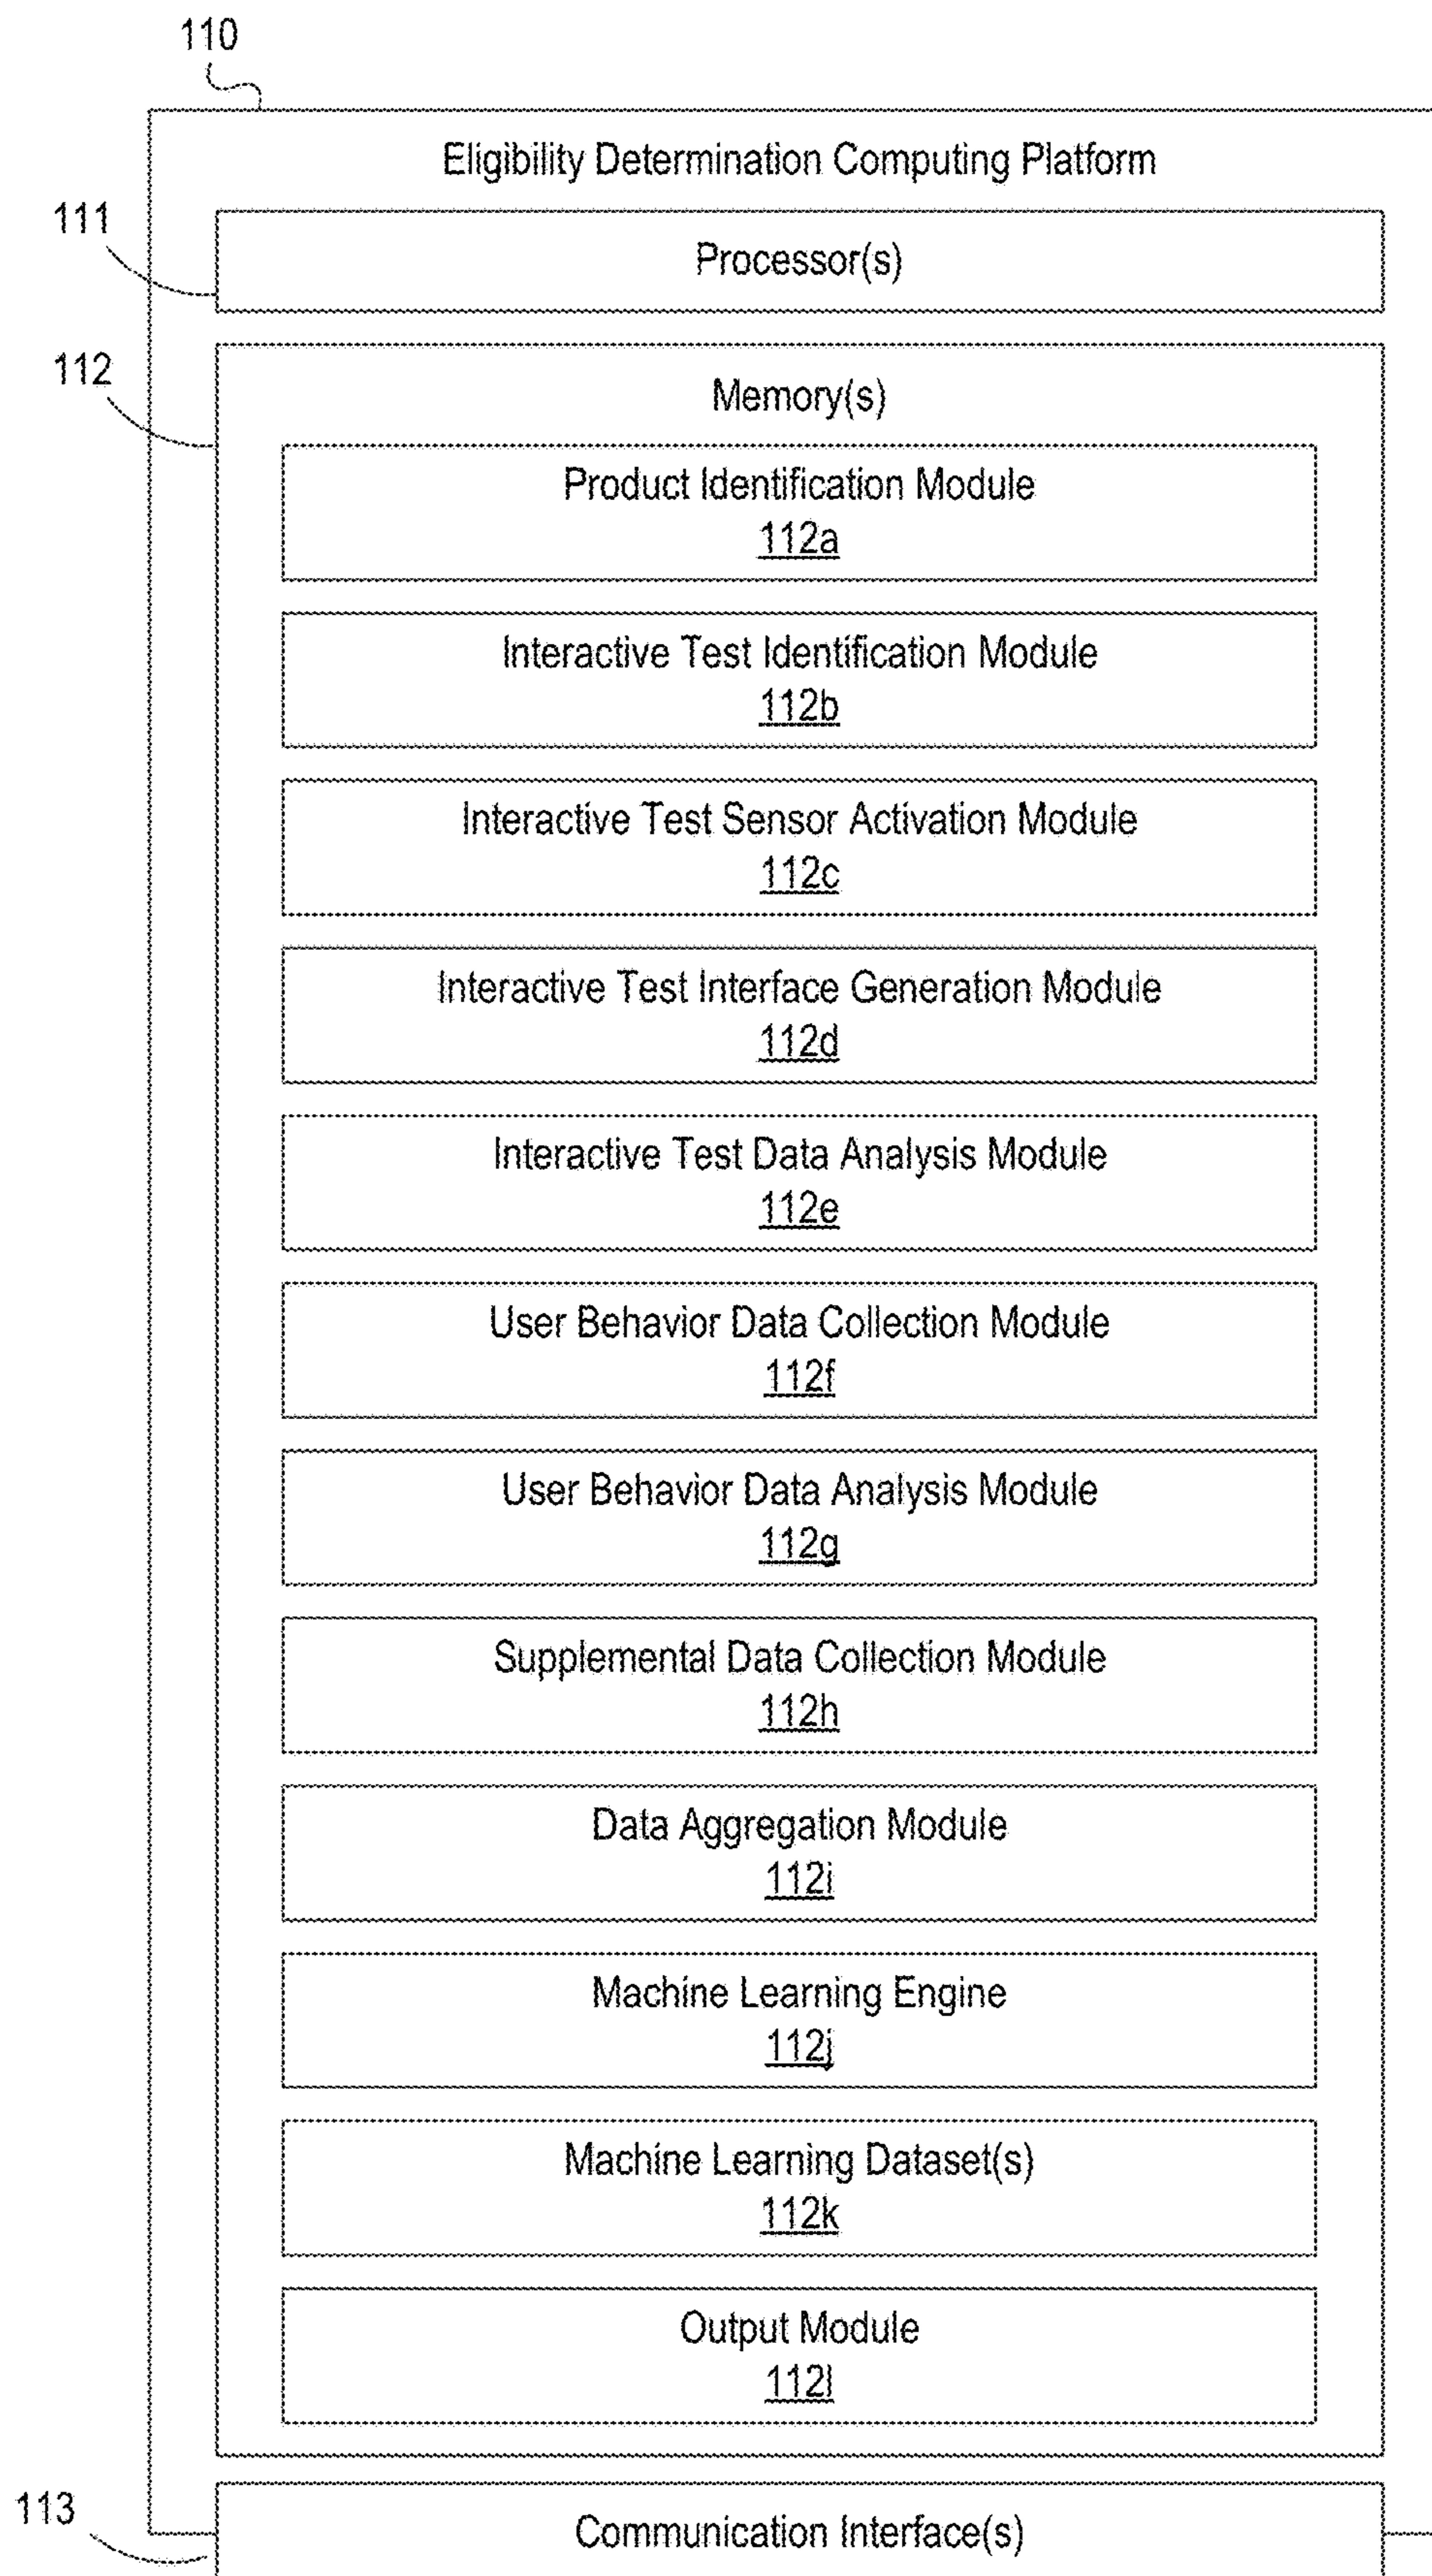 110
Eligibility Determination Computing Platform
111
Processor(s)
112
Memory(s)
Product Identification Module
112a
Interactive Test Identification Module
112b
Interactive Test Sensor Activation Module
112c
Interactive Test Interface Generation Module
112d
Interactive Test Data Analysis Module
112e
User Behavior Data Collection Module
112f
User Behavior Data Analysis Module
112g
Supplemental Data Collection Module
112h
Data Aggregation Module
112i
Machine Learning Engine
112j
Machine Learning Dataset(s)
112k
Output Module
112l
113
Communication Interface(s)